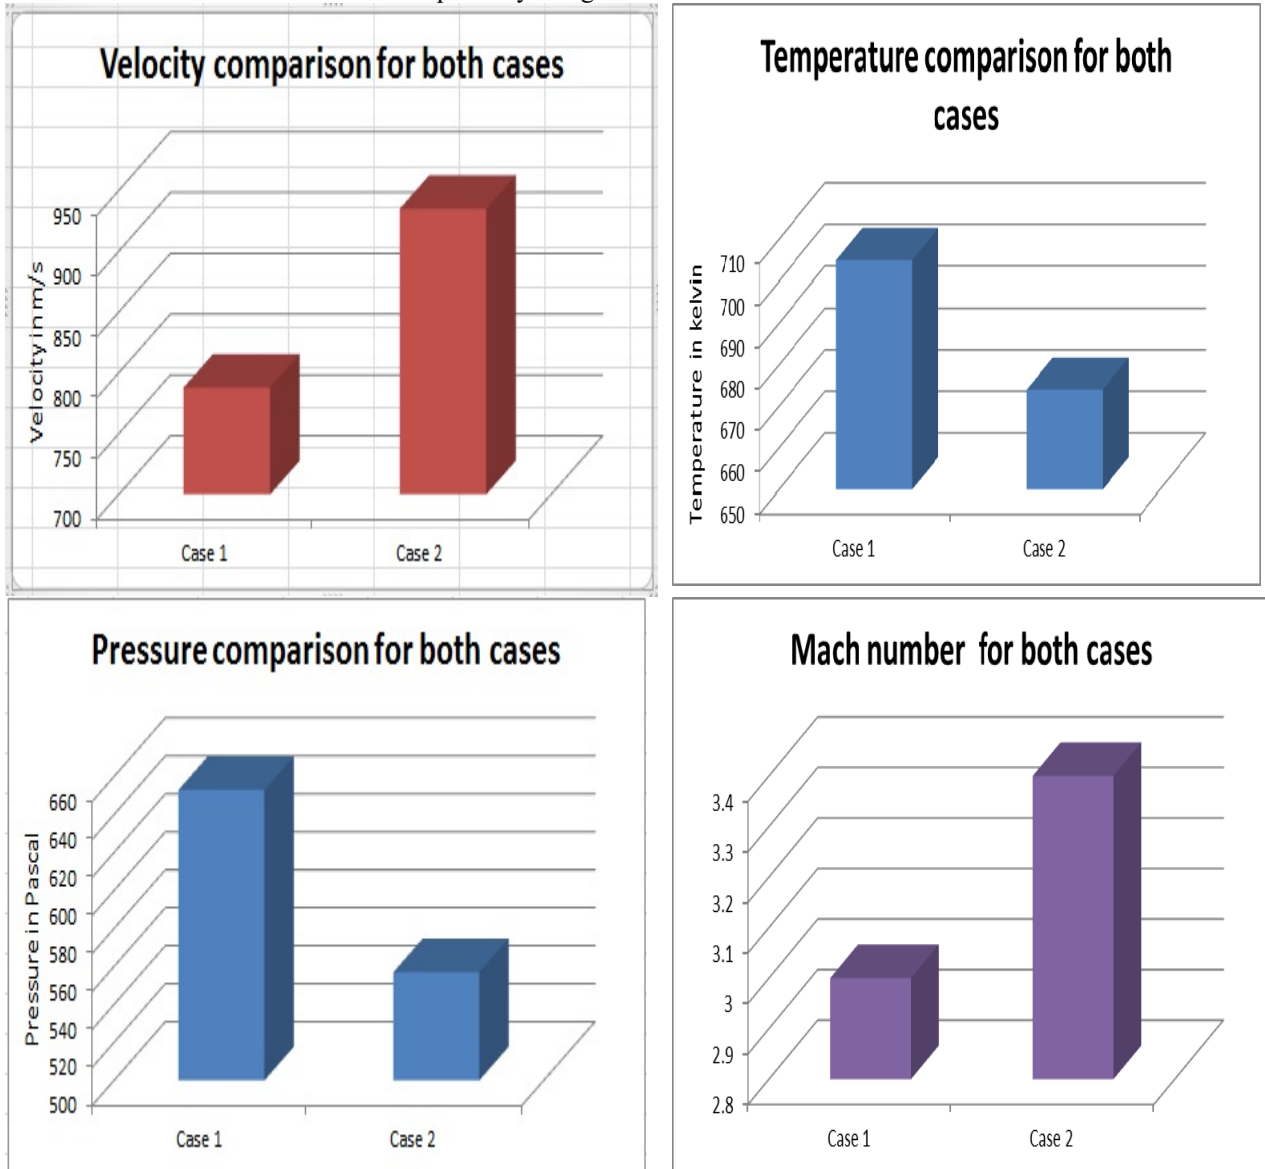 Velocity comparison for both cases
Velocity in m/s
950
900
850
800
750
700
Case 1
Case 2
Temperature comparison for both
cases
Temperature in kelvin
710
700
690
680
670
660
650
Case 1
Case 2
Pressure comparison for both cases
Pressure in Pascal
660
640
620
600
580
560
540
520
500
Case 1
Case 2
Mach number for both cases
3.4
3.3
3.2
3.1
3
2.9
2.8
Case 1
Case 2